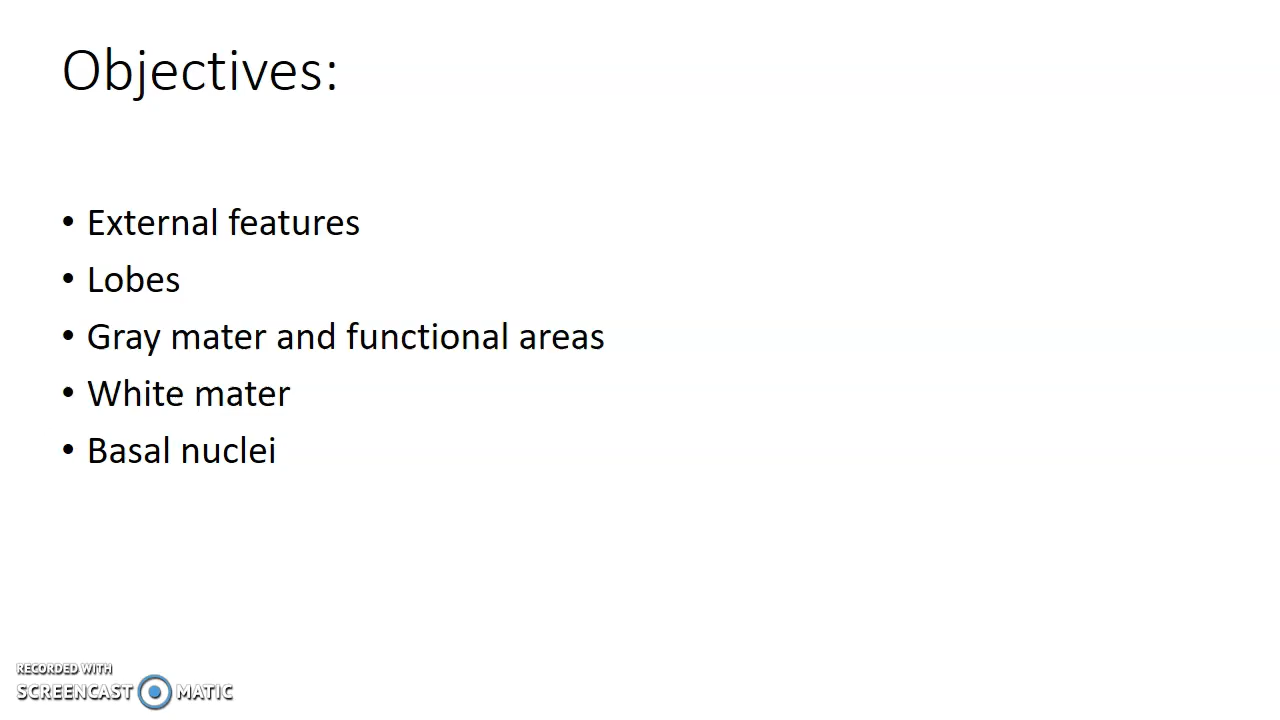 Objectives:
• External features
• Lobes
• Gray mater and functional areas
• White mater
• Basal nuclei
RECORDED WITH
SCREENCAST MATIC